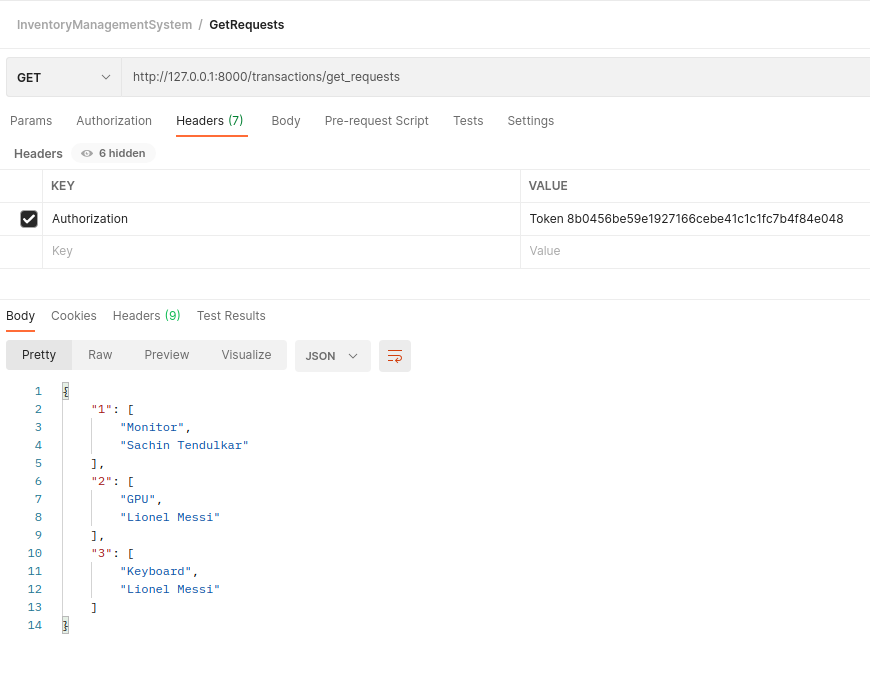 InventoryManagementSystem / GetRequests
GET http://127.0.0.1:8000/transactions/get_requests
Params Authorization Headers (7) Body Pre-request Script Tests Settings
Headers 6 hidden
KEY VALUE
Authorization Token 8b0456be59e1927166cebe41c1c1fc7b4f84e048
Key Value
Body Cookies Headers (9) Test Results
Pretty Raw Preview Visualize JSON
1 {
2 "1": [
3 "Monitor",
4 "Sachin Tendulkar"
5 ],
6 "2": [
7 "GPU",
8 "Lionel Messi"
9 ],
10 "3": [
11 "Keyboard",
12 "Lionel Messi"
13 ]
14 }